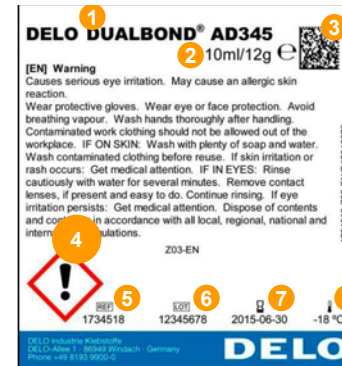 1
DELO DUALBOND® AD345
2 10ml/12g ℮ 3
[EN] Warning
Causes serious eye irritation. May cause an allergic skin
reaction.
Wear protective gloves. Wear eye or face protection. Avoid
breathing vapour. Wash hands thoroughly after handling.
Contaminated work clothing should not be allowed out of the
workplace. IF ON SKIN: Wash with plenty of soap and water.
Wash contaminated clothing before reuse. If skin irritation or
rash occurs: Get medical attention. IF IN EYES: Rinse
cautiously with water for several minutes. Remove contact
lenses, if present and easy to do. Continue rinsing. If eye
irritation persists: Get medical attention. Dispose of contents
and in accordance with all local, regional, national and
4
Z03-EN
5 6 7
REF LOT
1734518 12345678 2015-06-30 -18 °C
DELO Industrie Klebstoffe
DELO-Allee 1 - 86949 Windach - Germany
Phone +49 8193 9900-0
DELO